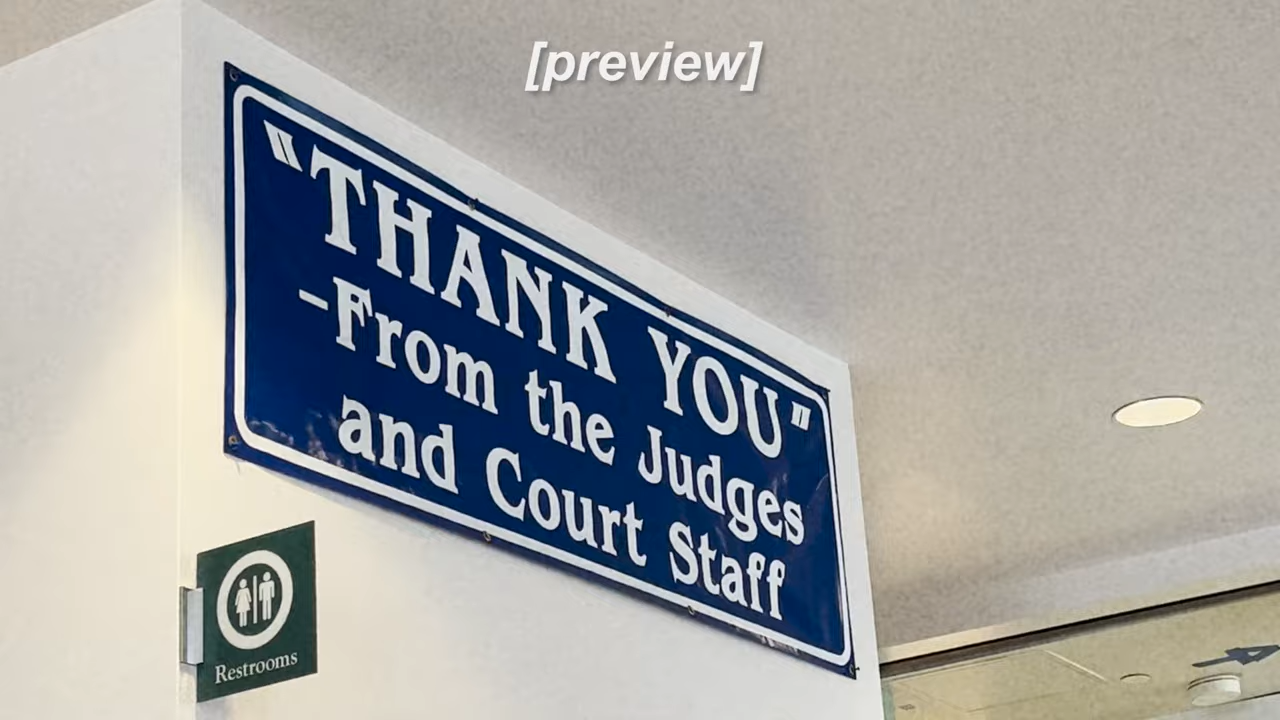 [preview]
"THANK YOU"
–From the Judges
and Court Staff
Restrooms